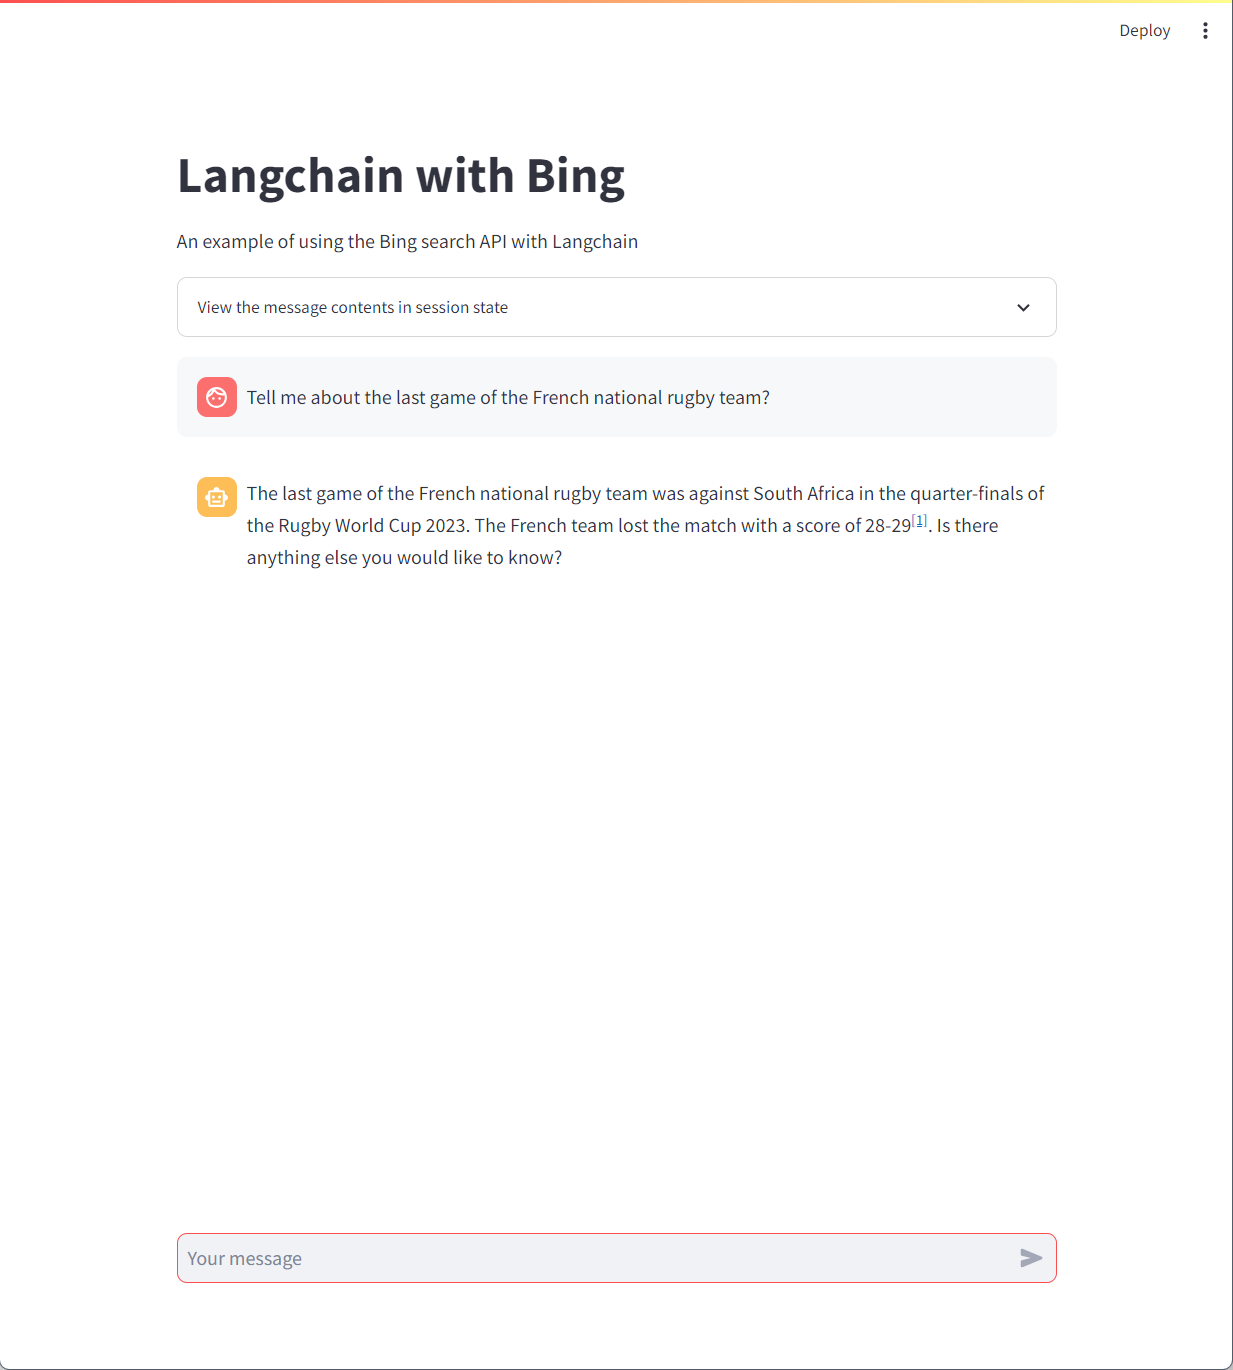 Deploy
Langchain with Bing
An example of using the Bing search API with Langchain
View the message contents in session state
Tell me about the last game of the French national rugby team?
The last game of the French national rugby team was against South Africa in the quarter-finals of
the Rugby World Cup 2023. The French team lost the match with a score of 28-29[1]. Is there
anything else you would like to know?
Your message